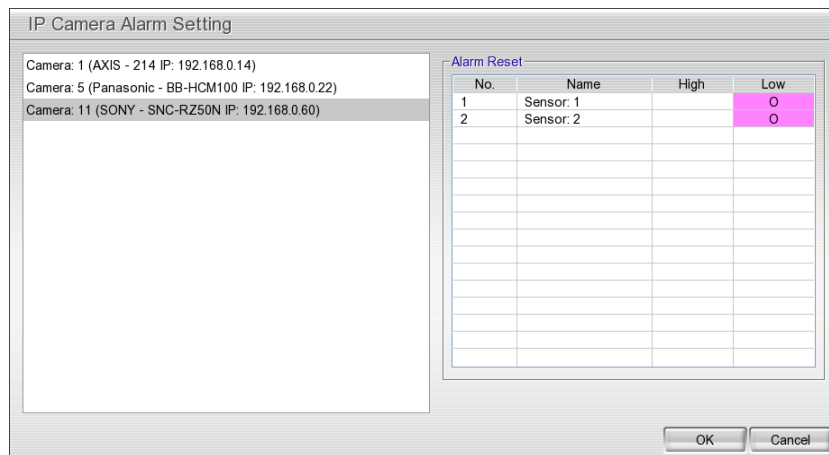 IP Camera Alarm Setting
Camera: 1 (AXIS - 214 IP: 192.168.0.14)
Camera: 5 (Panasonic - BB-HCM100 IP: 192.168.0.22)
Camera: 11 (SONY - SNC-RZ50N IP: 192.168.0.60)
Alarm Reset
No. Name High Low
1 Sensor: 1 O
2 Sensor: 2 O
OK Cancel